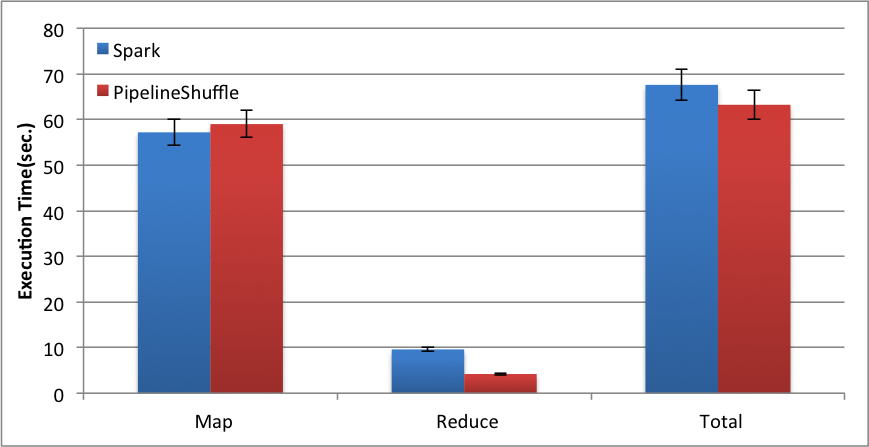 80
70
60
50
40
30
20
10
0
Execution Time(sec.)
Spark
PipelineShuffle
Map
Reduce
Total